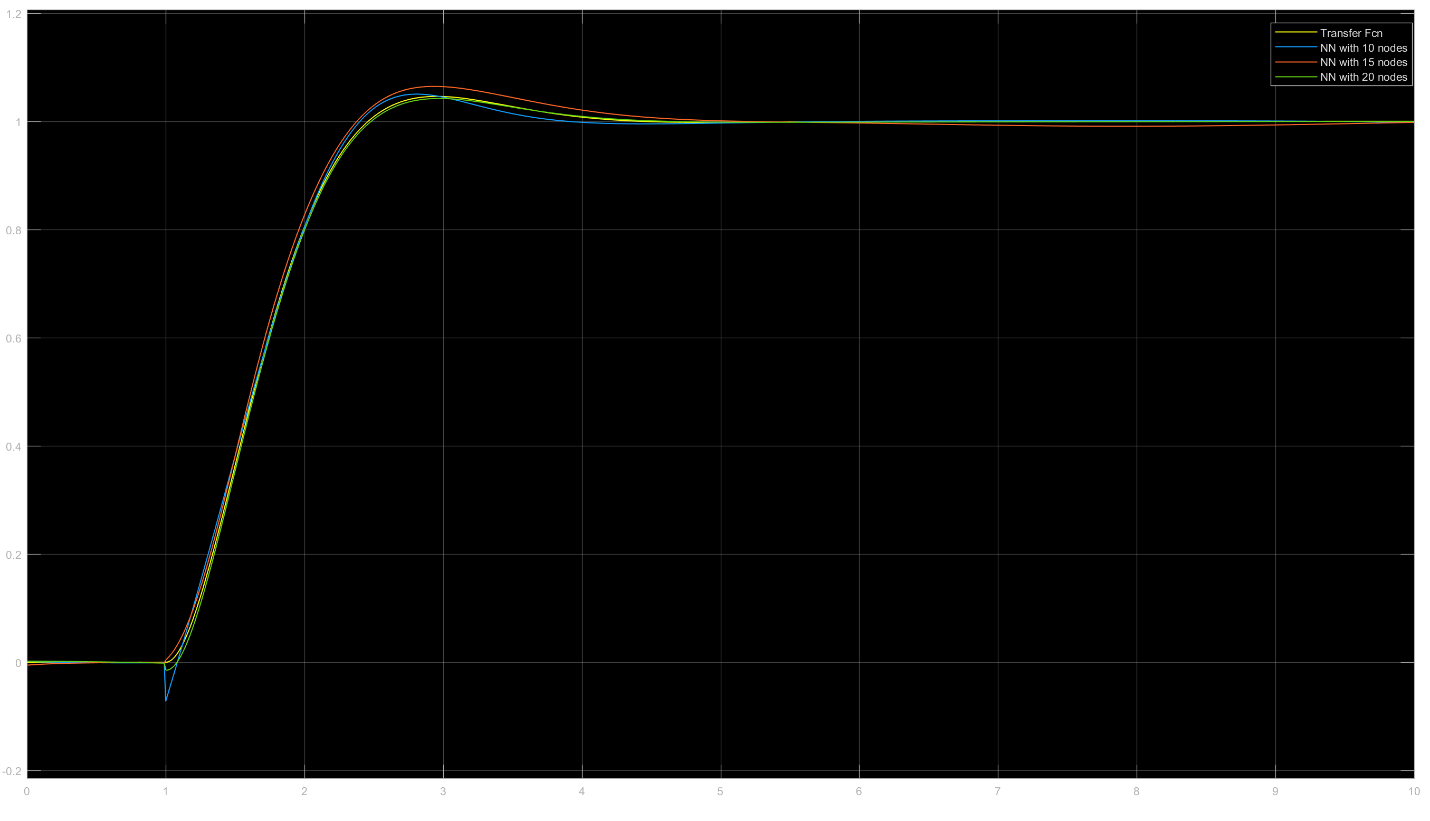 1.2
Transfer Fcn
NN with 10 nodes
NN with 15 nodes
NN with 20 nodes
1
0.8
0.6
0.4
0.2
0
-0.2
0 1 2 3 4 5 6 7 8 9 10